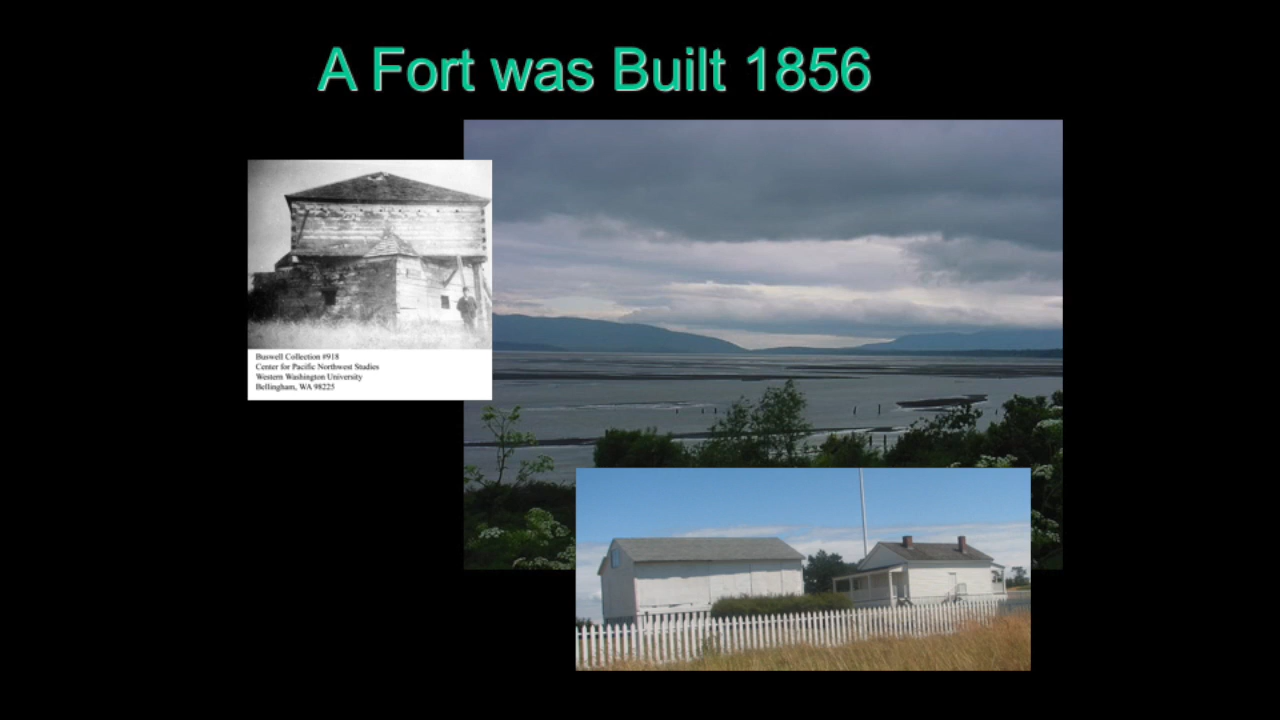 A Fort was Built 1856
Buswell Collection #918
Center for Pacific Northwest Studies
Western Washington University
Bellingham, WA 98225